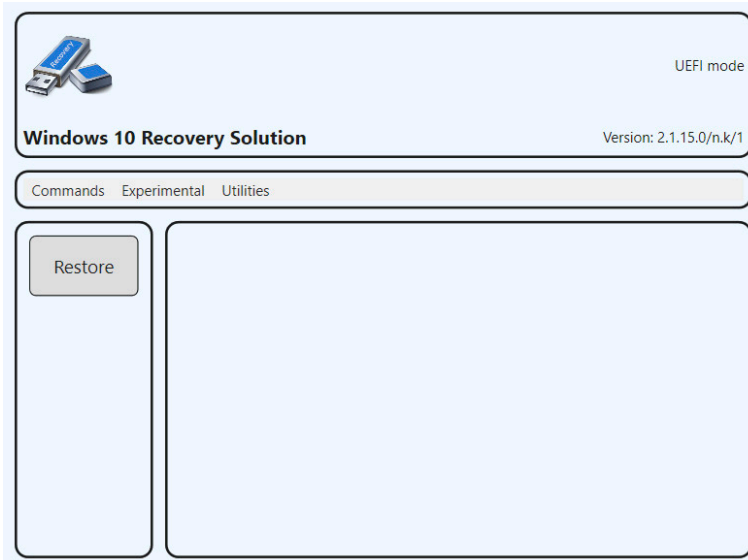 Recovery
UEFI mode
Windows 10 Recovery Solution
Version: 2.1.15.0/n.k/1
Commands Experimental Utilities
Restore